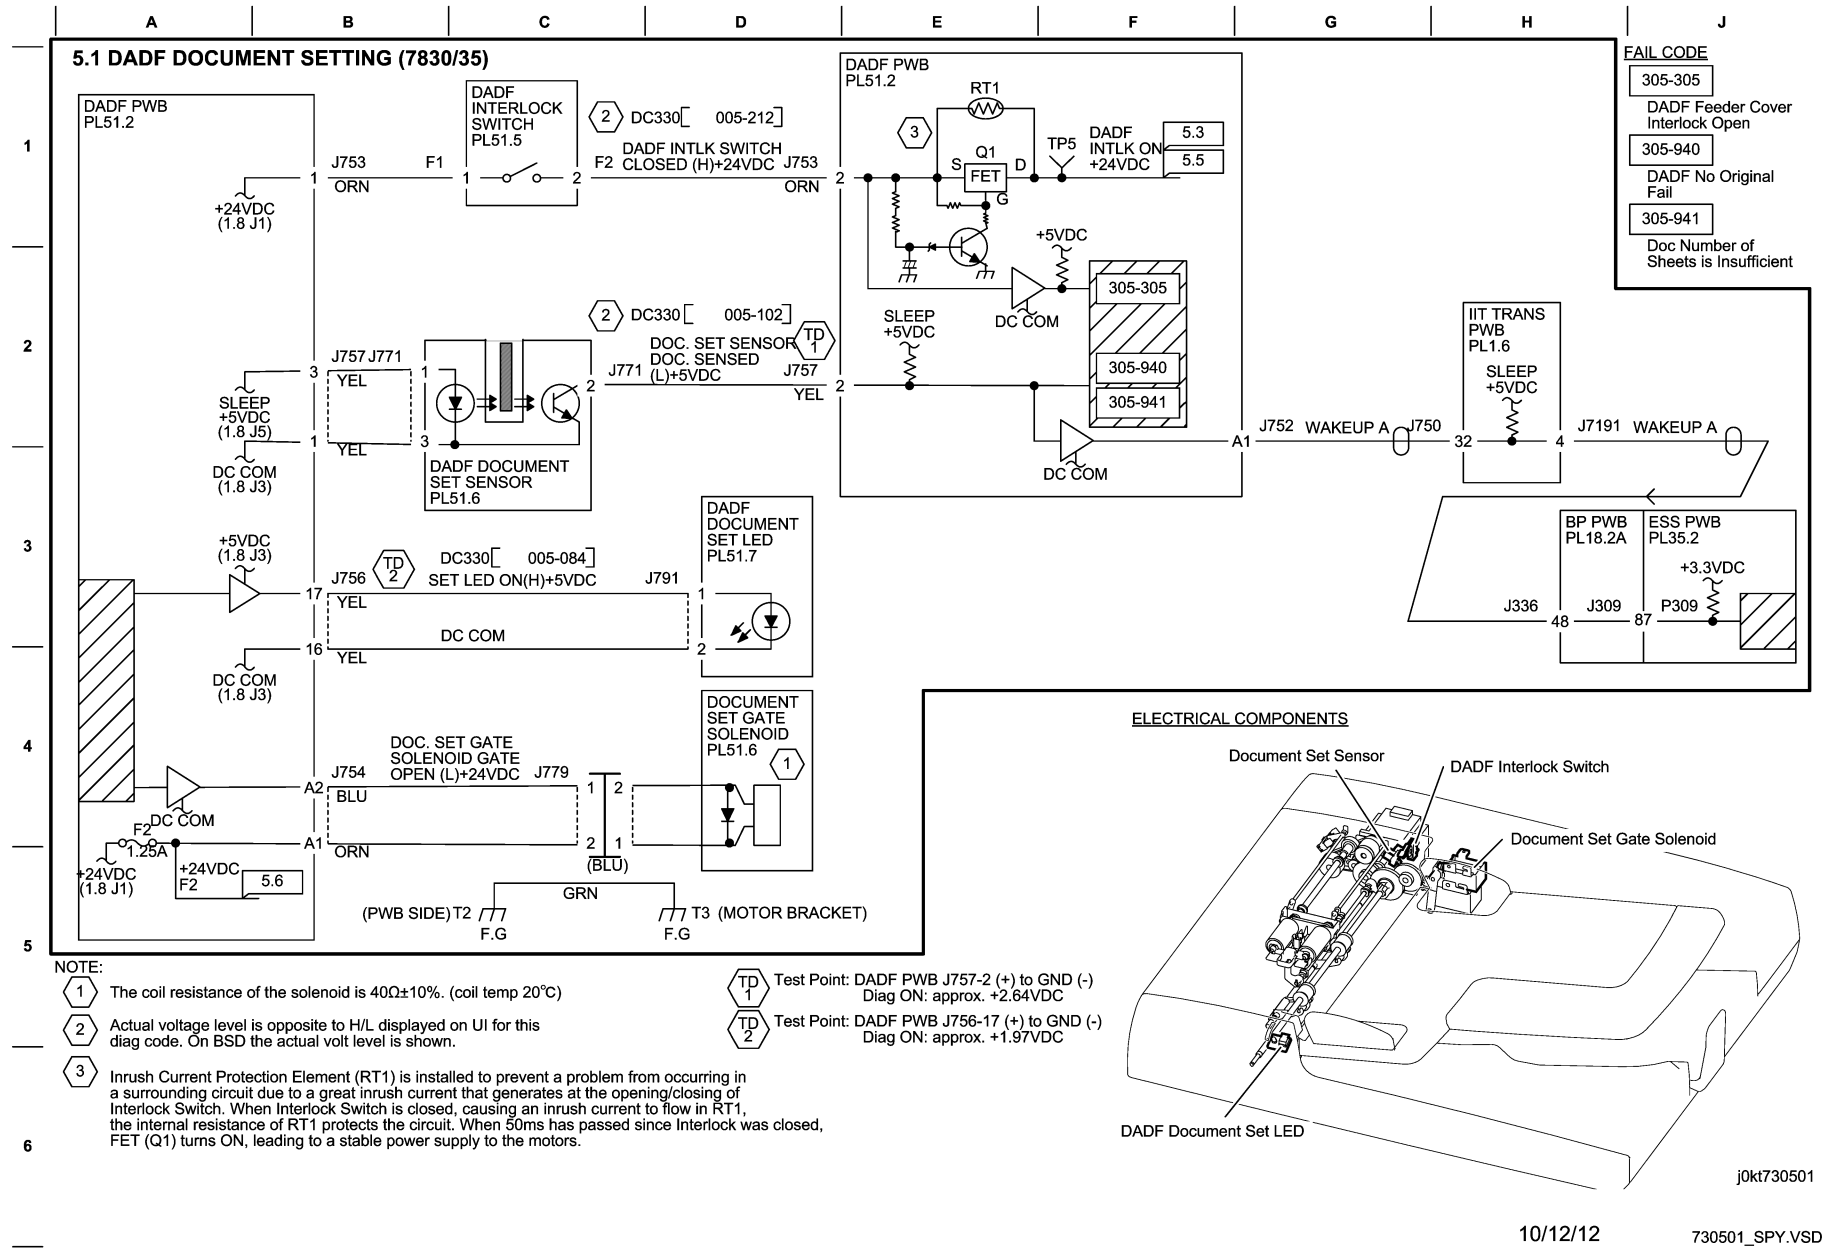 A B C D E F G H J
1
2
3
4
5
6
5.1 DADF DOCUMENT SETTING (7830/35)
DADF PWB
PL51.2
J753
1
ORN
+24VDC
(1.8 J1)
F1
DADF
INTERLOCK
SWITCH
PL51.5
1 2
2
DC330[ 005-212]
F2
DADF INTLK SWITCH
CLOSED (H)+24VDC
J753
ORN
2
DADF PWB
PL51.2
RT1
3
Q1
S D
FET
G
TP5
DADF
INTLK ON
+24VDC
5.3
5.5
+5VDC
DC COM
305-305
305-940
305-941
FAIL CODE
305-305
DADF Feeder Cover
Interlock Open
305-940
DADF No Original
Fail
305-941
Doc Number of
Sheets is Insufficient
J757 J771
3
YEL
1
SLEEP
+5VDC
(1.8 J5)
1
YEL
3
DC COM
(1.8 J3)
DADF DOCUMENT
SET SENSOR
PL51.6
2
DC330[ 005-102]
J771
2
DOC. SET SENSOR
DOC. SENSED
(L)+5VDC
TD
1
J757
YEL
2
SLEEP
+5VDC
DC COM
A1
J752
WAKEUP A
J750
32
IIT TRANS
PWB
PL1.6
SLEEP
+5VDC
4
J7191
WAKEUP A
BP PWB
PL18.2A
ESS PWB
PL35.2
+3.3VDC
J336
48
J309
87
P309
+5VDC
(1.8 J3)
17
J756
YEL
TD
2
DC330[ 005-084]
SET LED ON(H)+5VDC
J791
1
DADF
DOCUMENT
SET LED
PL51.7
16
YEL
DC COM
2
DC COM
(1.8 J3)
DC COM
A2
J754
BLU
DOC. SET GATE
SOLENOID GATE
OPEN (L)+24VDC
J779
1 2
DOCUMENT
SET GATE
SOLENOID
PL51.6
1
F2
1.25A
+24VDC
(1.8 J1)
+24VDC
F2
5.6
A1
ORN
2 1
(BLU)
GRN
(PWB SIDE) T2
F.G
T3 (MOTOR BRACKET)
F.G
ELECTRICAL COMPONENTS
Document Set Sensor
DADF Interlock Switch
Document Set Gate Solenoid
DADF Document Set LED
NOTE:
1 The coil resistance of the solenoid is 40Ω±10%. (coil temp 20℃)
2 Actual voltage level is opposite to H/L displayed on UI for this
diag code. On BSD the actual volt level is shown.
3 Inrush Current Protection Element (RT1) is installed to prevent a problem from occurring in
a surrounding circuit due to a great inrush current that generates at the opening/closing of
Interlock Switch. When Interlock Switch is closed, causing an inrush current to flow in RT1,
the internal resistance of RT1 protects the circuit. When 50ms has passed since Interlock was closed,
FET (Q1) turns ON, leading to a stable power supply to the motors.
TD
1
Test Point: DADF PWB J757-2 (+) to GND (-)
Diag ON: approx. +2.64VDC
TD
2
Test Point: DADF PWB J756-17 (+) to GND (-)
Diag ON: approx. +1.97VDC
j0kt730501
10/12/12
730501_SPY.VSD